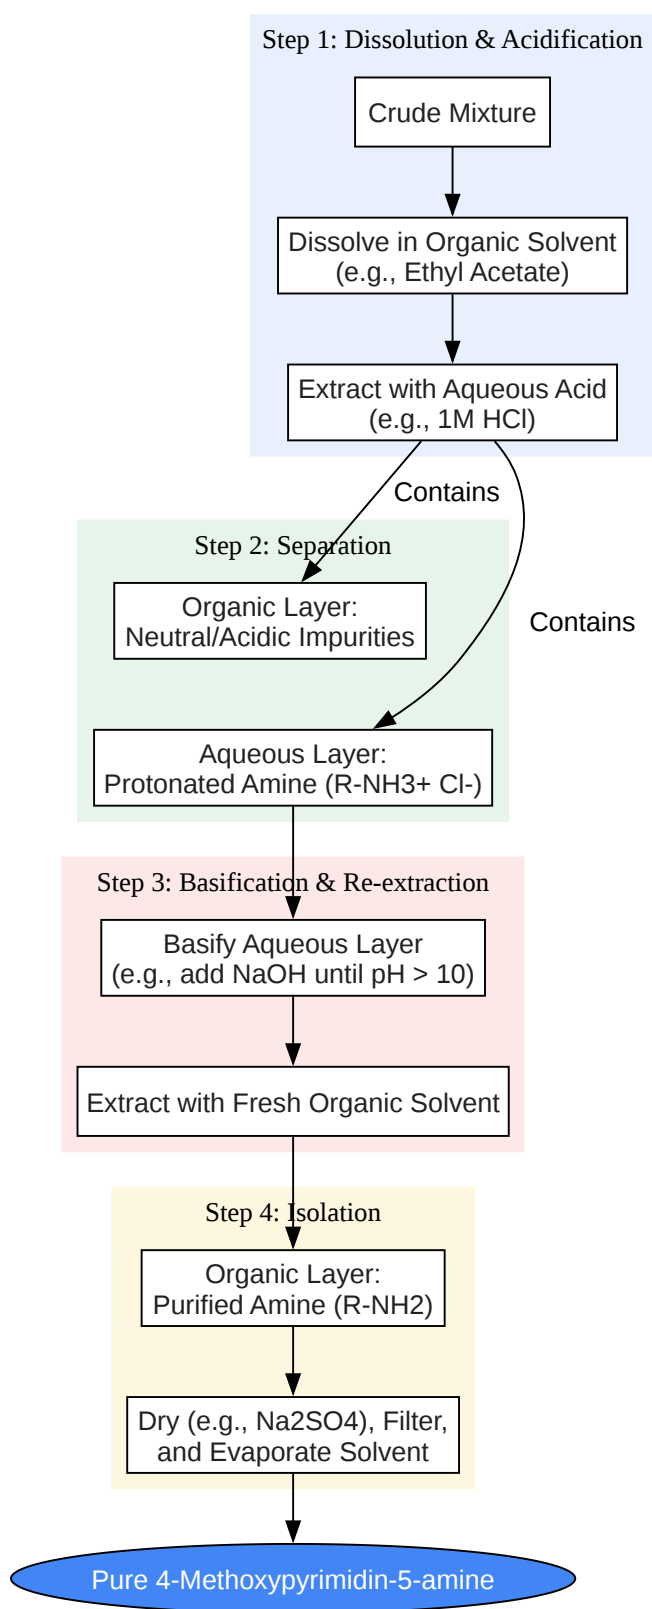 Step 1: Dissolution & Acidification
Crude Mixture
Dissolve in Organic Solvent
(e.g., Ethyl Acetate)
Extract with Aqueous Acid
(e.g., 1M HCl)
Contains
Step 2: Separation
Organic Layer:
Neutral/Acidic Impurities
Contains
Aqueous Layer:
Protonated Amine (R-NH3+ Cl-)
Step 3: Basification & Re-extraction
Basify Aqueous Layer
(e.g., add NaOH until pH > 10)
Extract with Fresh Organic Solvent
Step 4: Isolation
Organic Layer:
Purified Amine (R-NH2)
Dry (e.g., Na2SO4), Filter,
and Evaporate Solvent
Pure 4-Methoxypyrimidin-5-amine